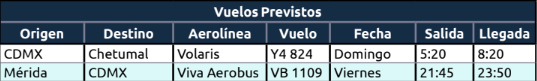 Vuelos Previstos
Origen Destino Aerolínea Vuelo Fecha Salida Llegada
CDMX Chetumal Volaris Y4 824 Domingo 5:20 8:20
Mérida CDMX Viva Aerobus VB 1109 Viernes 21:45 23:50